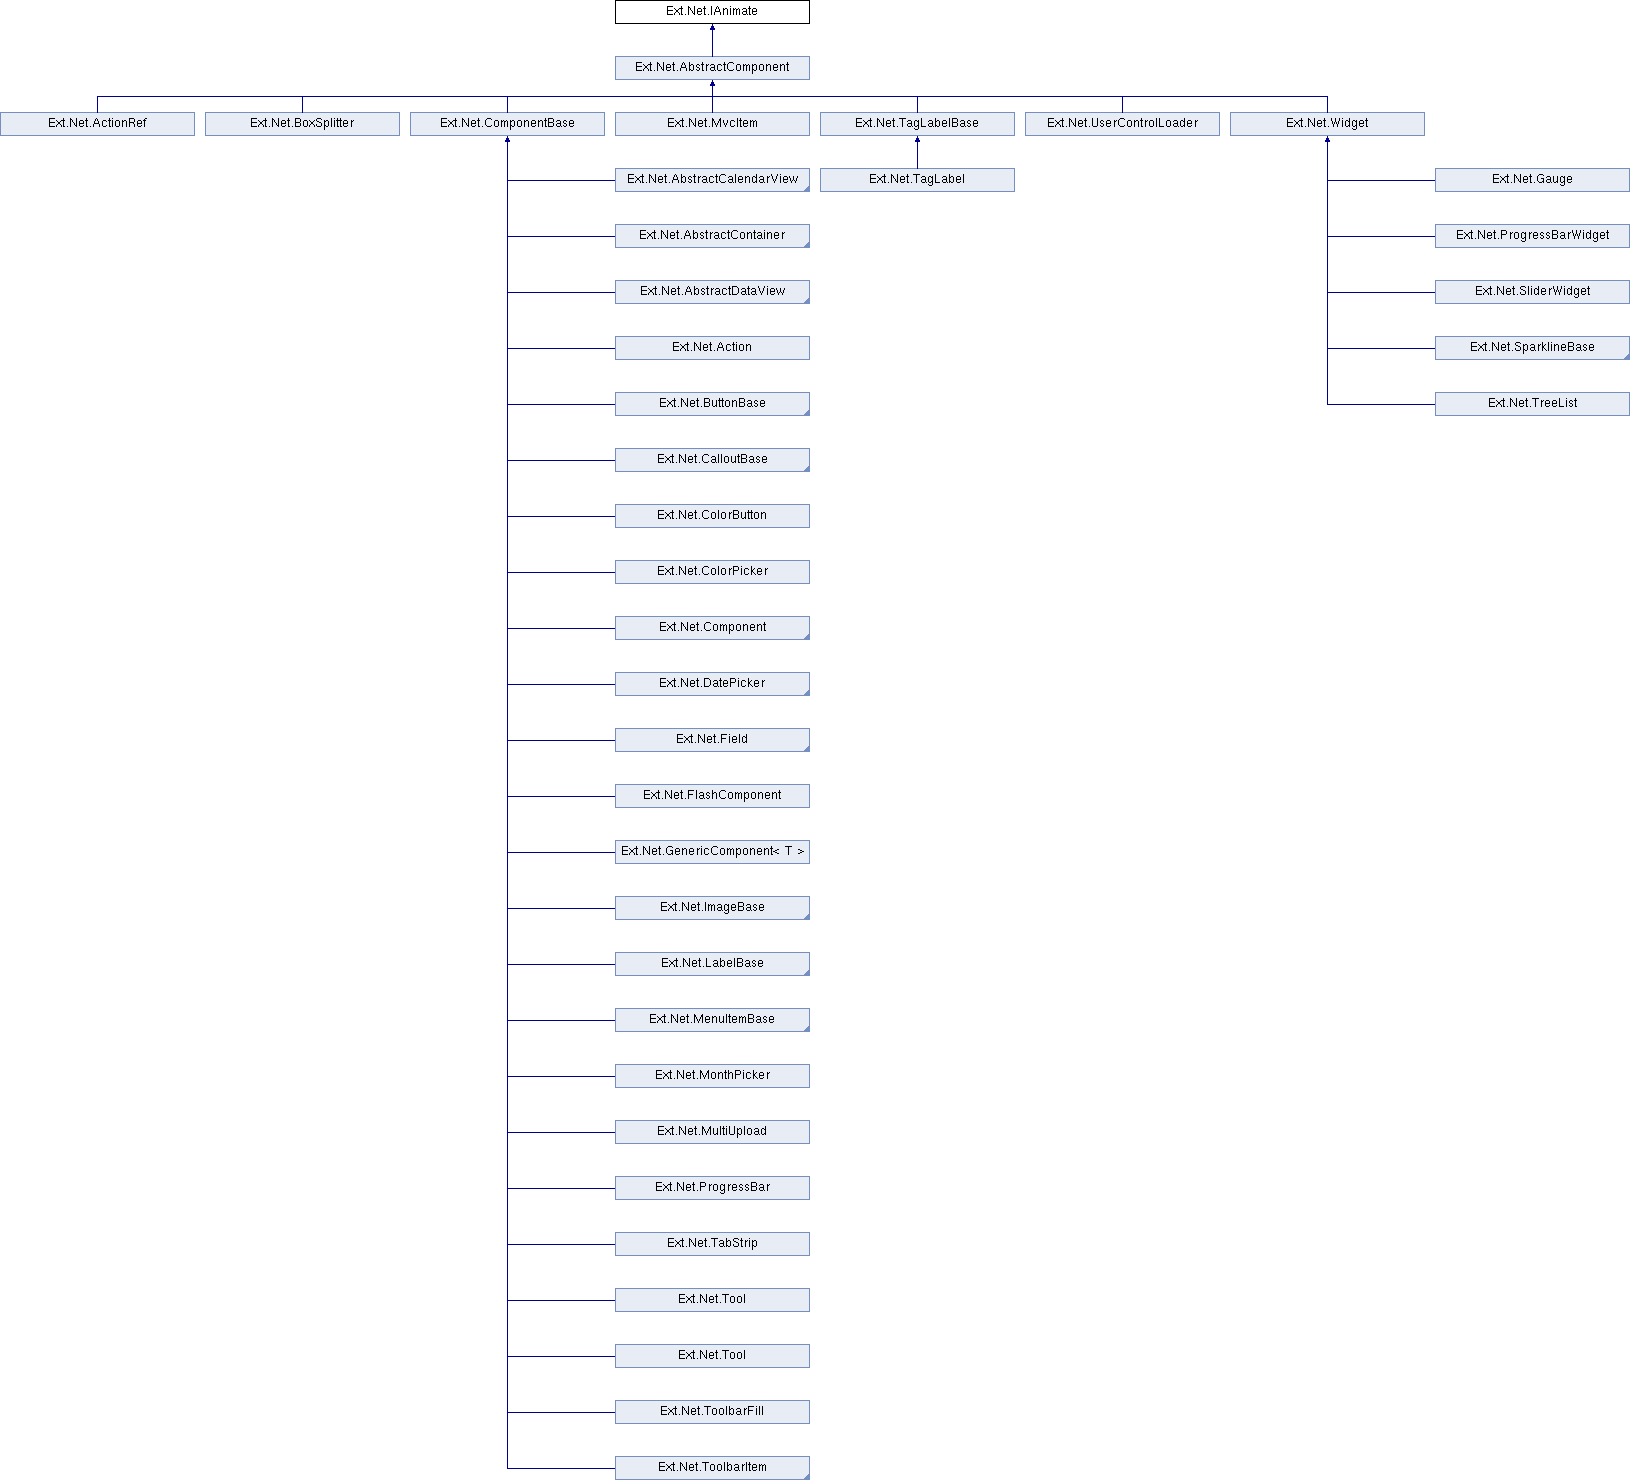 Ext.Net.IAnimate
Ext.Net.AbstractComponent
Ext.Net.ActionRef
Ext.Net.BoxSplitter
Ext.Net.ComponentBase
Ext.Net.MvcItem
Ext.Net.TagLabelBase
Ext.Net.UserControlLoader
Ext.Net.Widget
Ext.Net.AbstractCalendarView
Ext.Net.TagLabel
Ext.Net.Gauge
Ext.Net.AbstractContainer
Ext.Net.ProgressBarWidget
Ext.Net.AbstractDataView
Ext.Net.SliderWidget
Ext.Net.Action
Ext.Net.SparklineBase
Ext.Net.ButtonBase
Ext.Net.TreeList
Ext.Net.CalloutBase
Ext.Net.ColorButton
Ext.Net.ColorPicker
Ext.Net.Component
Ext.Net.DatePicker
Ext.Net.Field
Ext.Net.FlashComponent
Ext.Net.GenericComponent< T >
Ext.Net.ImageBase
Ext.Net.LabelBase
Ext.Net.MenuItemBase
Ext.Net.MonthPicker
Ext.Net.MultiUpload
Ext.Net.ProgressBar
Ext.Net.TabStrip
Ext.Net.Tool
Ext.Net.Tool
Ext.Net.ToolbarFill
Ext.Net.ToolbarItem